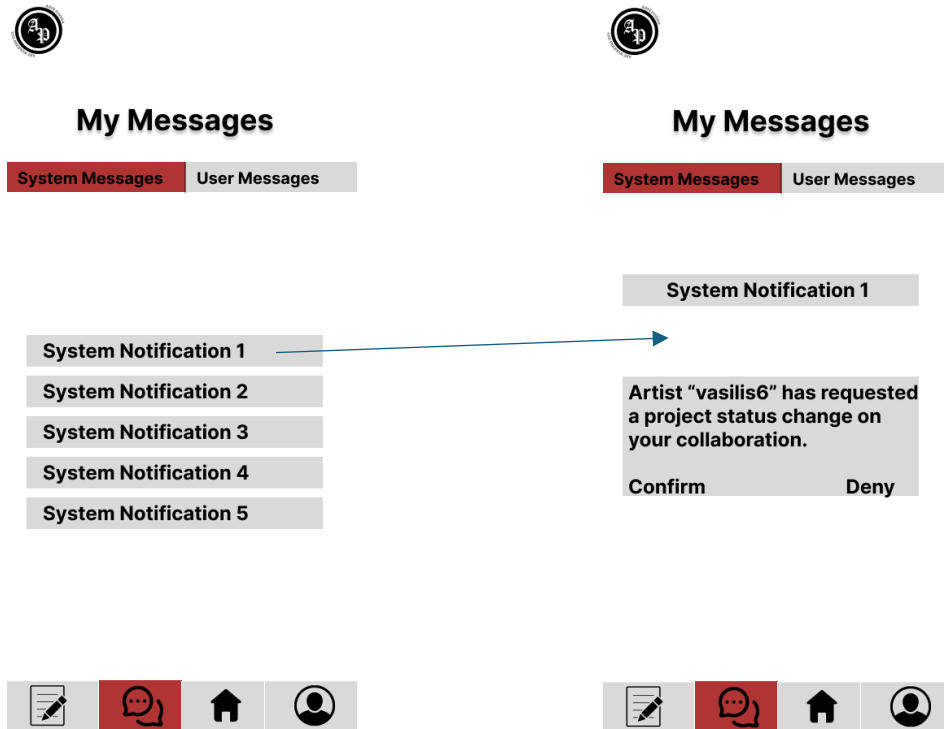 My Messages
System Messages User Messages
System Notification 1
System Notification 2
System Notification 3
System Notification 4
System Notification 5
My Messages
System Messages User Messages
System Notification 1
Artist “vasilis6” has requested
a project status change on
your collaboration.
Confirm Deny